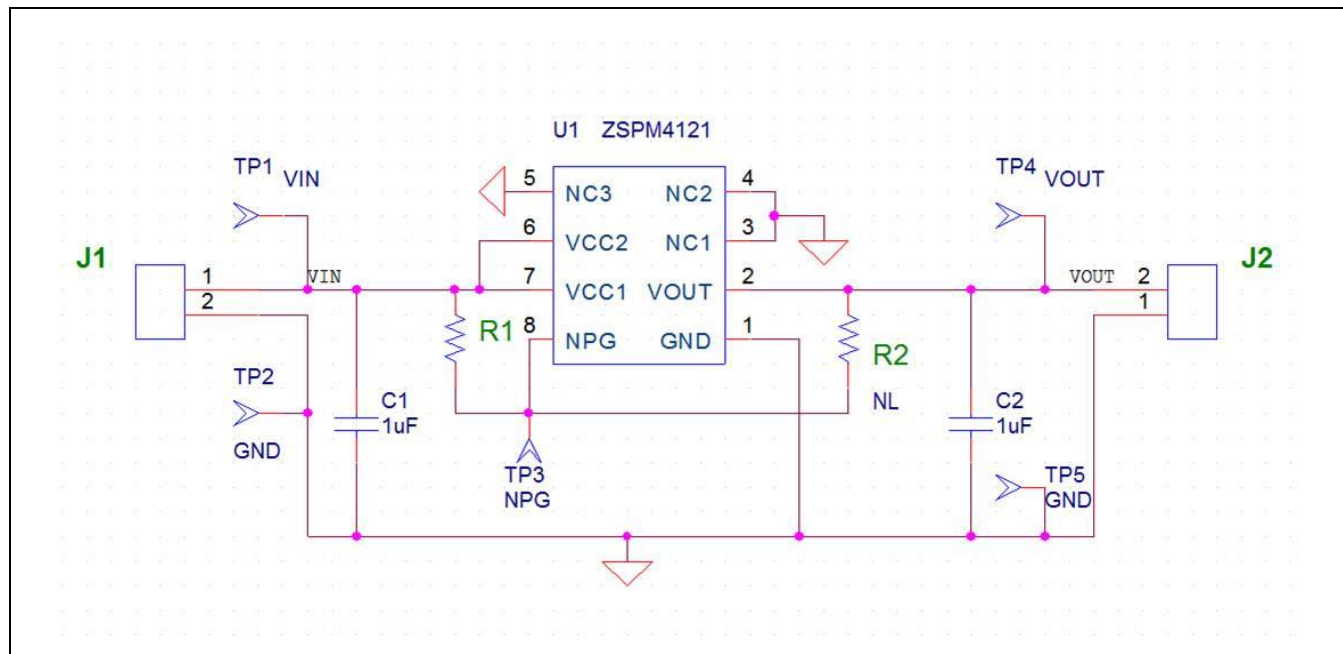 U1 ZSPM4121
TP1
VIN
TP4
VOUT
5
NC3
NC2
4
6
VCC2
NC1
3
J1
1
VIN
7
VCC1
VOUT
2
VOUT
2
J2
2
1
R1
8
NPG
GND
1
R2
TP2
GND
C1
1uF
NL
C2
1uF
TP3
NPG
TP5
GND